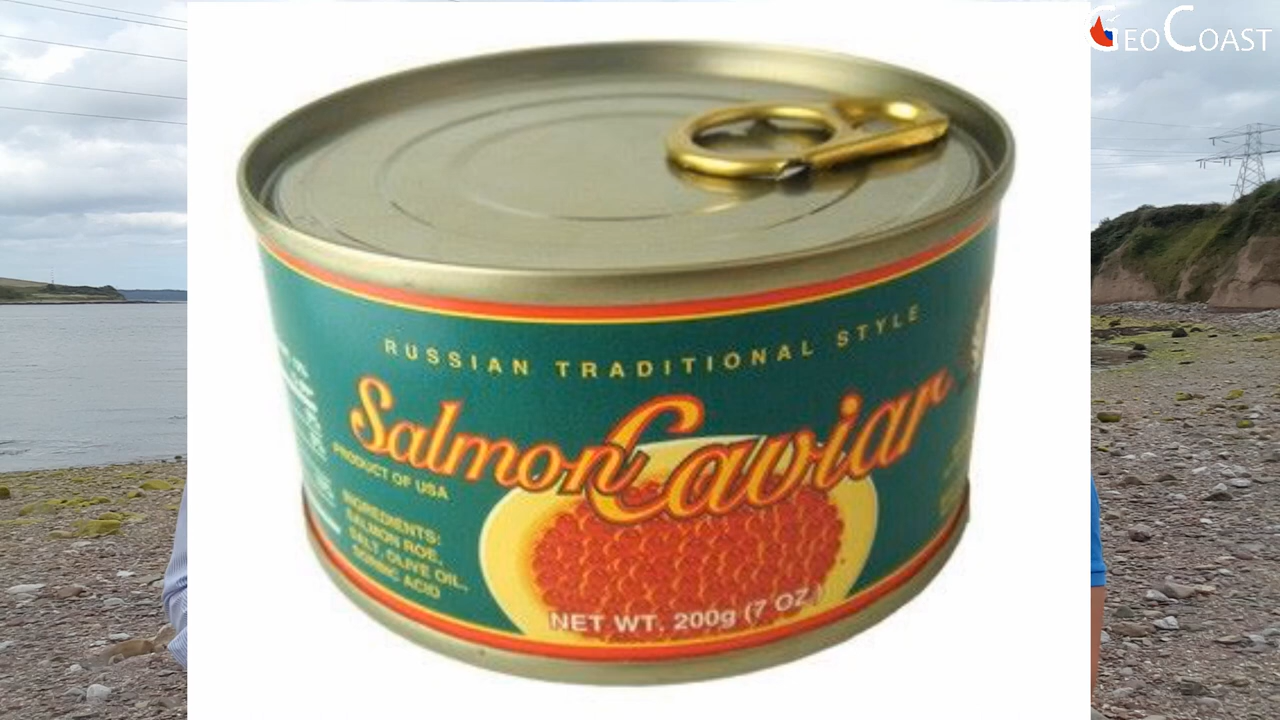 GEOCOAST
RUSSIAN TRADITIONAL STYLE
Salmon Caviar
PRODUCT OF USA
INGREDIENTS:
SALMON ROE,
SALT, OLIVE OIL,
SORBIC ACID
NET WT. 200g (7 OZ.)